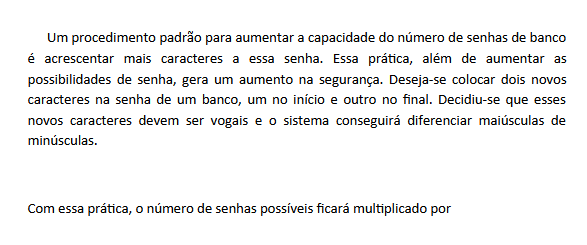 Um procedimento padrão para aumentar a capacidade do número de senhas de banco
é acrescentar mais caracteres a essa senha. Essa prática, além de aumentar as
possibilidades de senha, gera um aumento na segurança. Deseja-se colocar dois novos
caracteres na senha de um banco, um no início e outro no final. Decidiu-se que esses
novos caracteres devem ser vogais e o sistema conseguirá diferenciar maiúsculas de
minúsculas.
Com essa prática, o número de senhas possíveis ficará multiplicado por